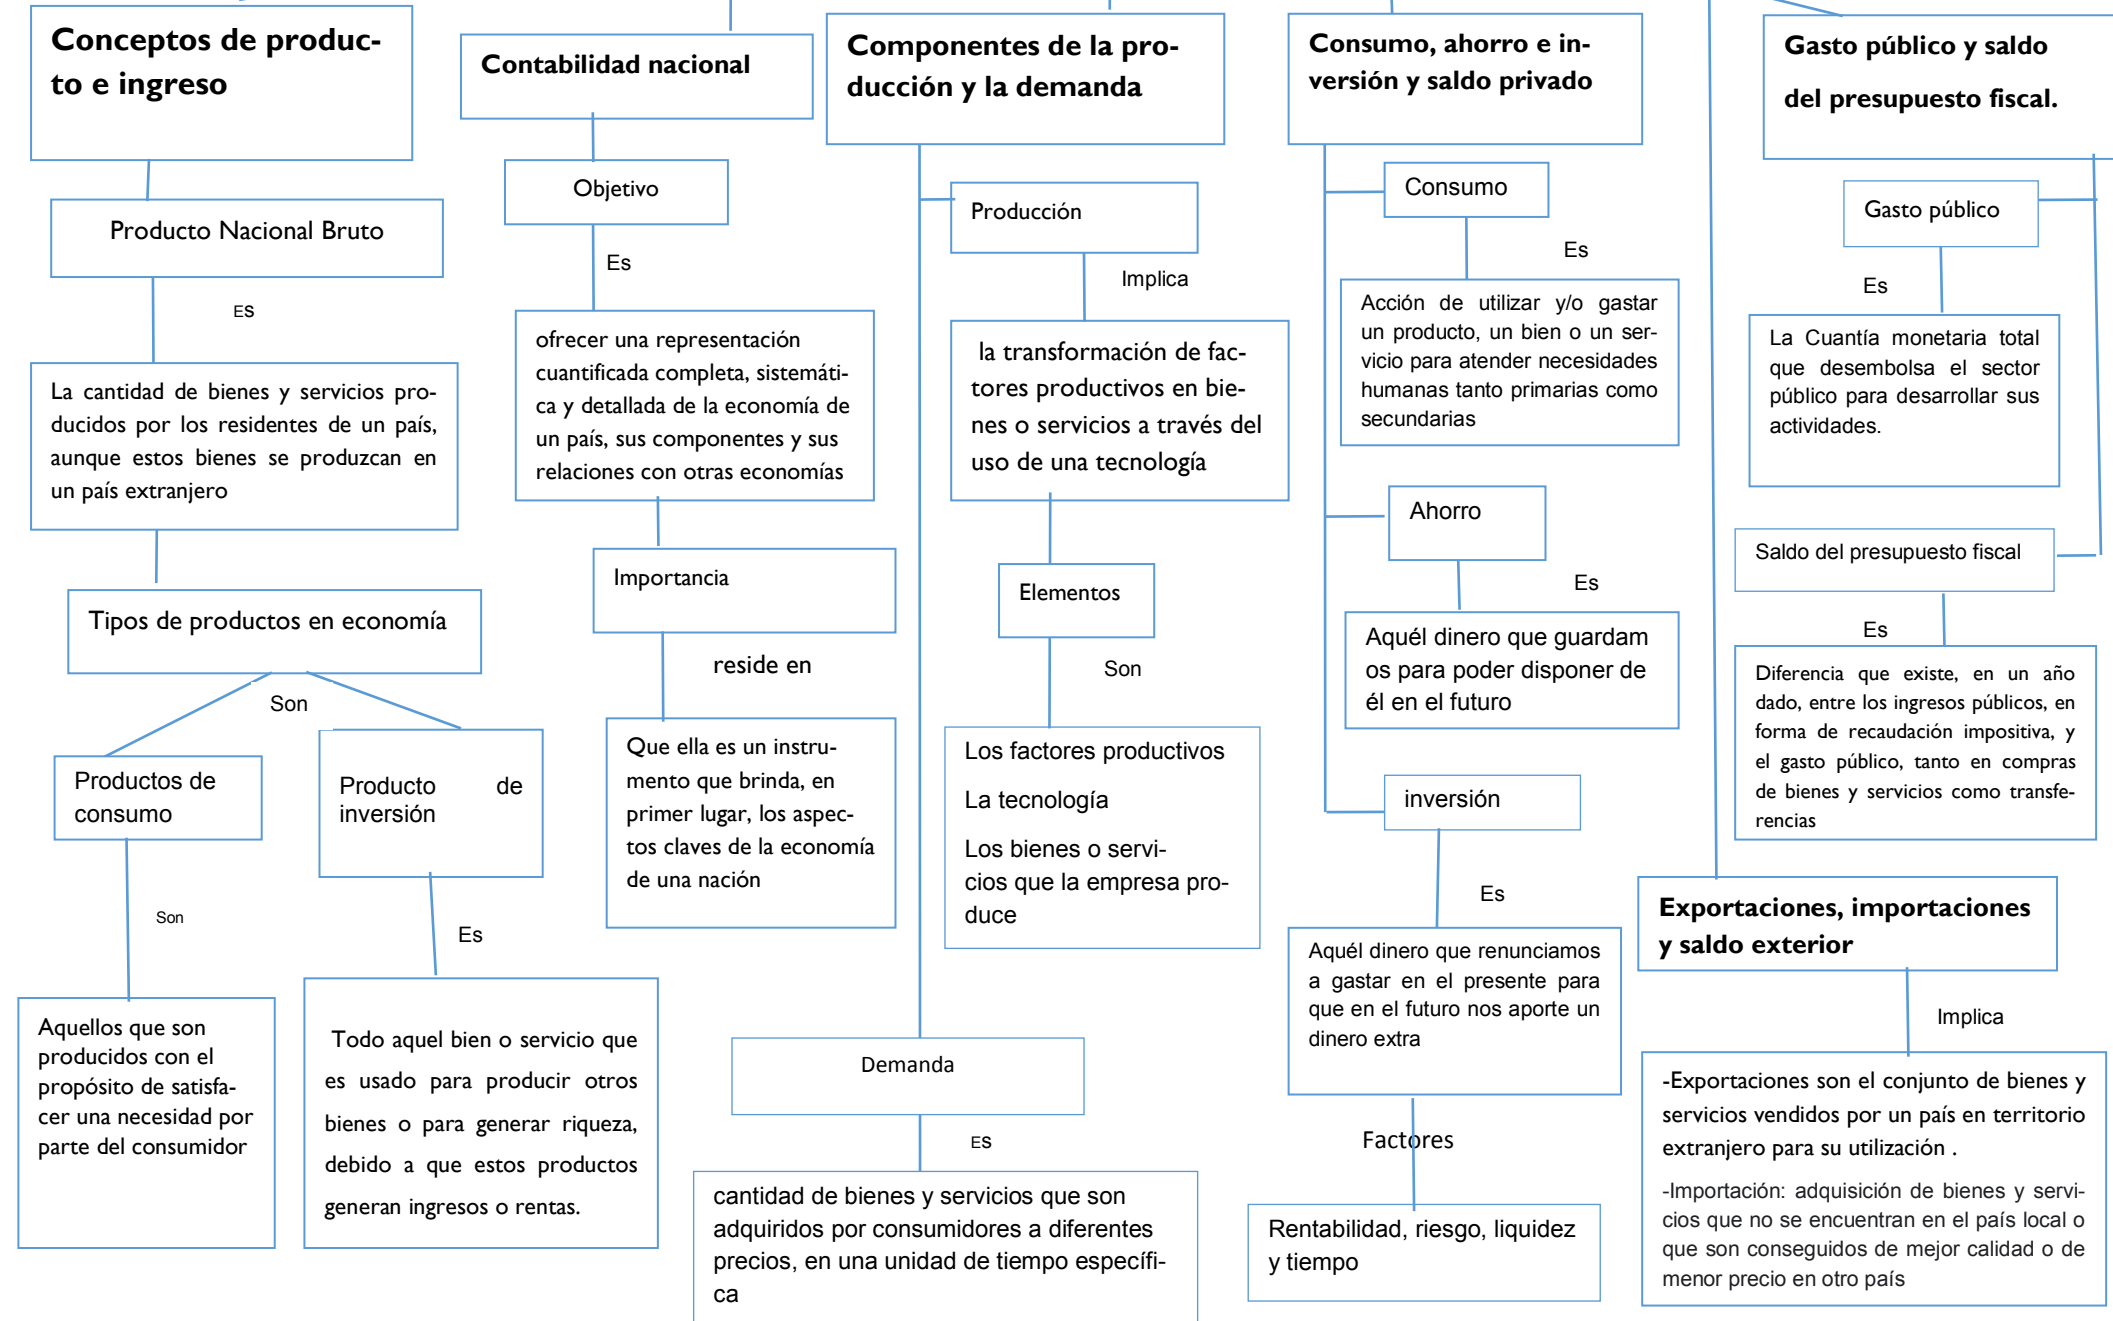 Conceptos de produc-
to e ingreso
Producto Nacional Bruto
ES
La cantidad de bienes y servicios pro-
ducidos por los residentes de un país,
aunque estos bienes se produzcan en
un país extranjero
Tipos de productos en economía
Son
Productos de
consumo
Son
Aquellos que son
producidos con el
propósito de satisfa-
cer una necesidad por
parte del consumidor
Producto de
inversión
Es
Todo aquel bien o servicio que
es usado para producir otros
bienes o para generar riqueza,
debido a que estos productos
generan ingresos o rentas.
Contabilidad nacional
Objetivo
Es
ofrecer una representación
cuantificada completa, sistemáti-
ca y detallada de la economía de
un país, sus componentes y sus
relaciones con otras economías
Importancia
reside en
Que ella es un instru-
mento que brinda, en
primer lugar, los aspec-
tos claves de la economía
de una nación
Componentes de la pro-
ducción y la demanda
Producción
Implica
la transformación de fac-
tores productivos en bie-
nes o servicios a través del
uso de una tecnología
Elementos
Son
Los factores productivos
La tecnología
Los bienes o servi-
cios que la empresa pro-
duce
Demanda
ES
cantidad de bienes y servicios que son
adquiridos por consumidores a diferentes
precios, en una unidad de tiempo específi-
ca
Consumo, ahorro e in-
versión y saldo privado
Consumo
Es
Acción de utilizar y/o gastar
un producto, un bien o un ser-
vicio para atender necesidades
humanas tanto primarias como
secundarias
Ahorro
Es
Aquél dinero que guardam
os para poder disponer de
él en el futuro
inversión
Es
Aquél dinero que renunciamos
a gastar en el presente para
que en el futuro nos aporte un
dinero extra
Factores
Rentabilidad, riesgo, liquidez
y tiempo
Gasto público y saldo
del presupuesto fiscal.
Gasto público
Es
La Cuantía monetaria total
que desembolsa el sector
público para desarrollar sus
actividades.
Saldo del presupuesto fiscal
Es
Diferencia que existe, en un año
dado, entre los ingresos públicos, en
forma de recaudación impositiva, y
el gasto público, tanto en compras
de bienes y servicios como transfe-
rencias
Exportaciones, importaciones
y saldo exterior
Implica
-Exportaciones son el conjunto de bienes y
servicios vendidos por un país en territorio
extranjero para su utilización .
-Importación: adquisición de bienes y servi-
cios que no se encuentran en el país local o
que son conseguidos de mejor calidad o de
menor precio en otro país